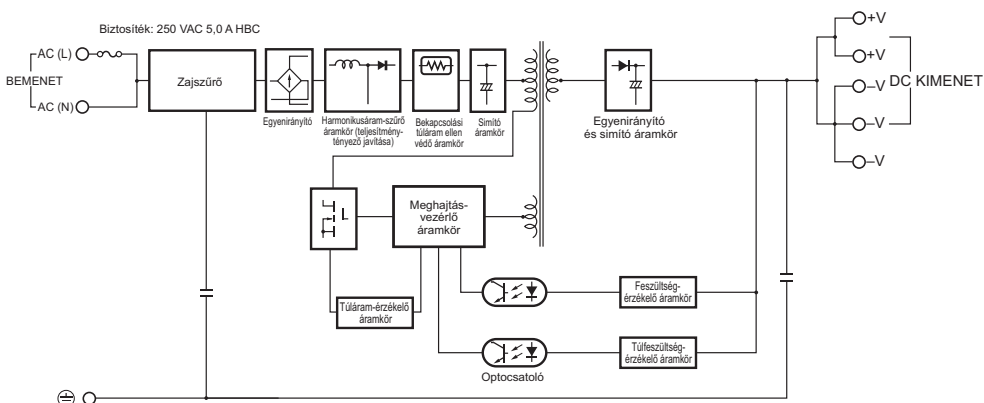 Biztosíték: 250 VAC 5,0 A HBC
AC (L)
BEMENET
AC (N)
Zajszűrő
Egyenirányító
Harmonikusáram-szűrő
áramkör (teljesítmény-
tényező javítása)
Bekapcsolási
túláram ellen
védő áramkör
Simító
áramkör
Egyenirányító
és simító áramkör
+V
+V
–V
DC KIMENET
–V
–V
Meghajtás-
vezérlő
áramkör
Túláram-érzékelő
áramkör
Feszültség-
érzékelő áramkör
Túlfeszültség-
érzékelő áramkör
Optocsatoló